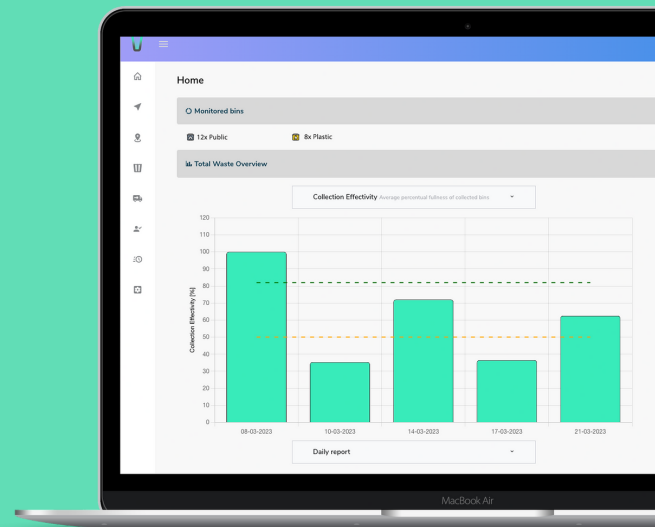 Home
Monitored bins
12x Public
8x Plastic
Total Waste Overview
Collection Effectivity Average percentual fullness of collected bins
120
110
100
90
80
70
60
50
40
30
20
10
0
Collection Effectivity [%]
08-03-2023
10-03-2023
14-03-2023
17-03-2023
21-03-2023
Daily report
MacBook Air